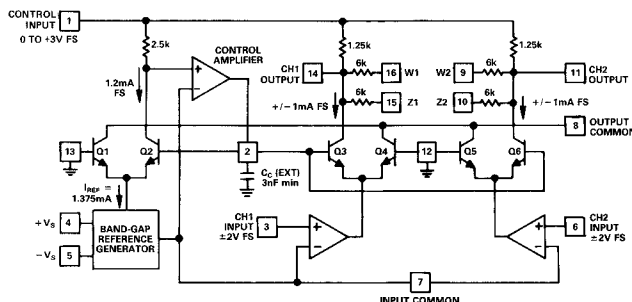 CONTROL
INPUT
1
0 TO +3V FS
2.5k
CONTROL
AMPLIFIER
1.2mA
FS
+
−
1.25k
6k
CH1
OUTPUT
14
16
W1
6k
15
Z1
+/−1mA FS
1.25k
6k
W2
9
11
CH2
OUTPUT
6k
Z2
10
+/−1mA FS
8
OUTPUT
COMMON
13
Q1
Q2
2
Q3
Q4
12
Q5
Q6
CC (EXT)
3nF min
IREF =
1.375mA
+VS
4
−VS
5
BAND-GAP
REFERENCE
GENERATOR
CH1
INPUT
±2V FS
3
+
−
CH2
INPUT
±2V FS
6
+
−
7
INPUT COMMON